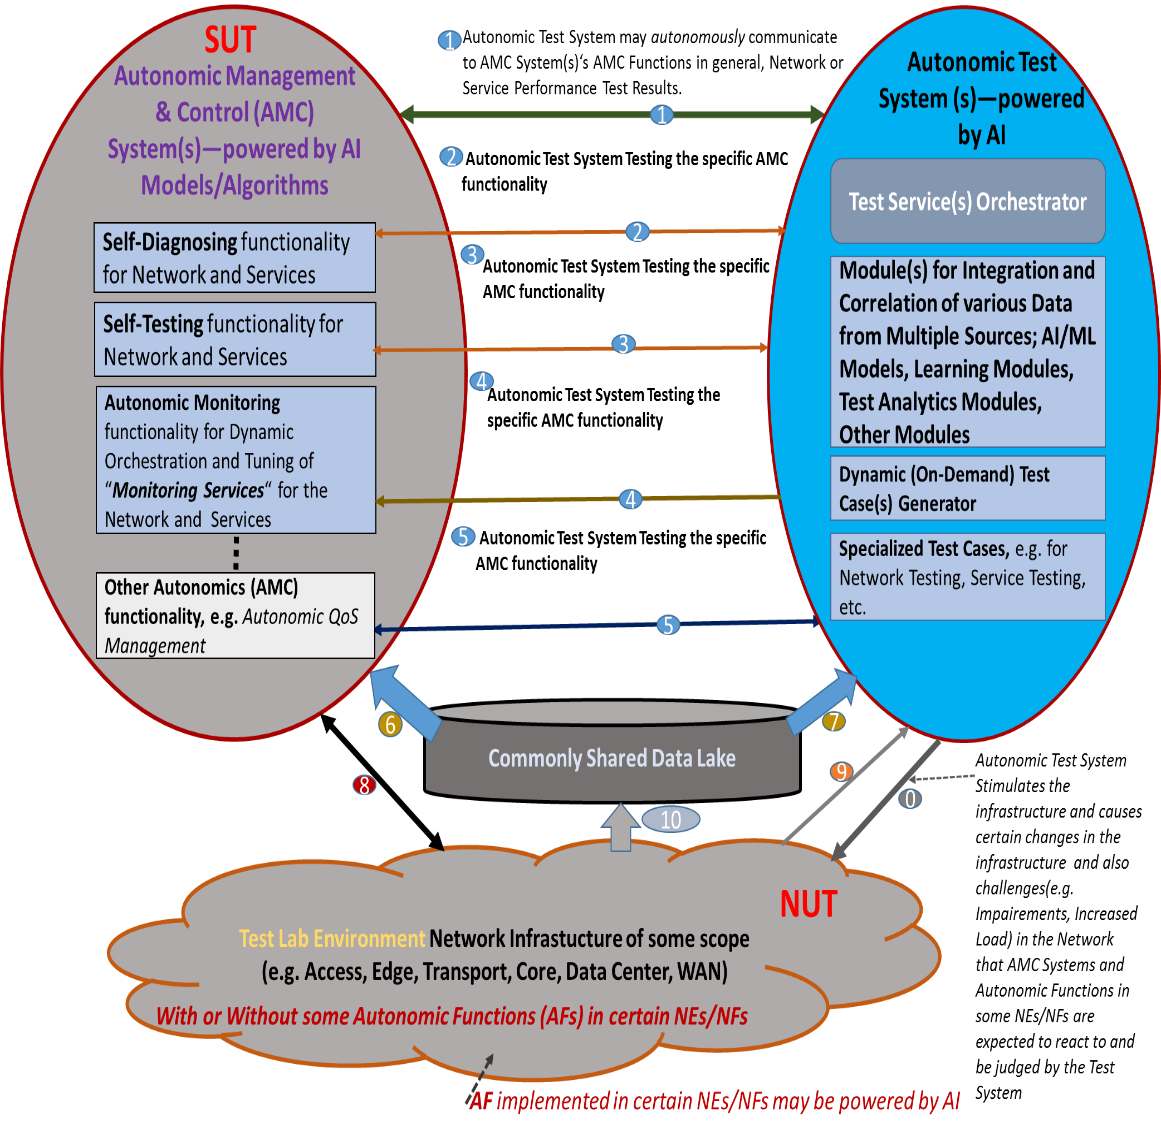 SUT
Autonomic Management
& Control (AMC)
System(s)—powered by AI
Models/Algorithms
Self-Diagnosing functionality
for Network and Services
Self-Testing functionality for
Network and Services
Autonomic Monitoring
functionality for Dynamic
Orchestration and Tuning of
“Monitoring Services“ for the
Network and Services
Other Autonomics (AMC)
functionality, e.g. Autonomic QoS
Management
1 Autonomic Test System may autonomously communicate
to AMC System(s)‘s AMC Functions in general, Network or
Service Performance Test Results.
1
2 Autonomic Test System Testing the specific AMC
functionality
2
3 Autonomic Test System Testing the specific
AMC functionality
3
4 Autonomic Test System Testing the
specific AMC functionality
4
5 Autonomic Test System Testing the specific
AMC functionality
5
Autonomic Test
System (s)—powered
by AI
Test Service(s) Orchestrator
Module(s) for Integration and
Correlation of various Data
from Multiple Sources; AI/ML
Models, Learning Modules,
Test Analytics Modules,
Other Modules
Dynamic (On-Demand) Test
Case(s) Generator
Specialized Test Cases, e.g. for
Network Testing, Service Testing,
etc.
6
7
Commonly Shared Data Lake
8
9
0
10
Autonomic Test System
Stimulates the
infrastructure and causes
certain changes in the
infrastructure and also
challenges(e.g.
Impairements, Increased
Load) in the Network
that AMC Systems and
Autonomic Functions in
some NEs/NFs are
expected to react to and
be judged by the Test
System
NUT
Test Lab Environment Network Infrastucture of some scope
(e.g. Access, Edge, Transport, Core, Data Center, WAN)
With or Without some Autonomic Functions (AFs) in certain NEs/NFs
AF implemented in certain NEs/NFs may be powered by AI